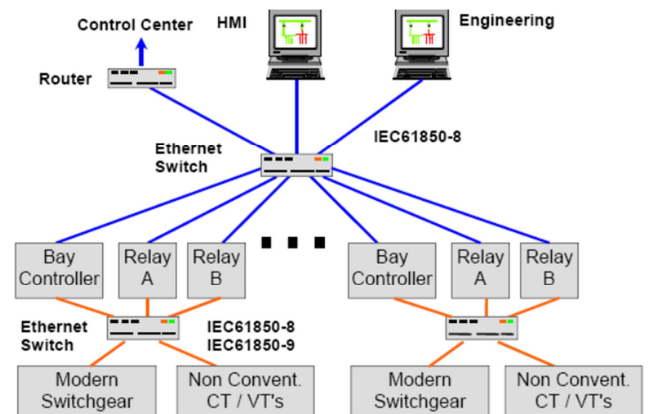 Control Center
HMI
Engineering
Router
IEC61850-8
Ethernet
Switch
Bay
Controller
Relay
A
Relay
B
Bay
Controller
Relay
A
Relay
B
Ethernet
Switch
IEC61850-8
IEC61850-9
Modern
Switchgear
Non Convent.
CT / VT's
Modern
Switchgear
Non Convent.
CT / VT's